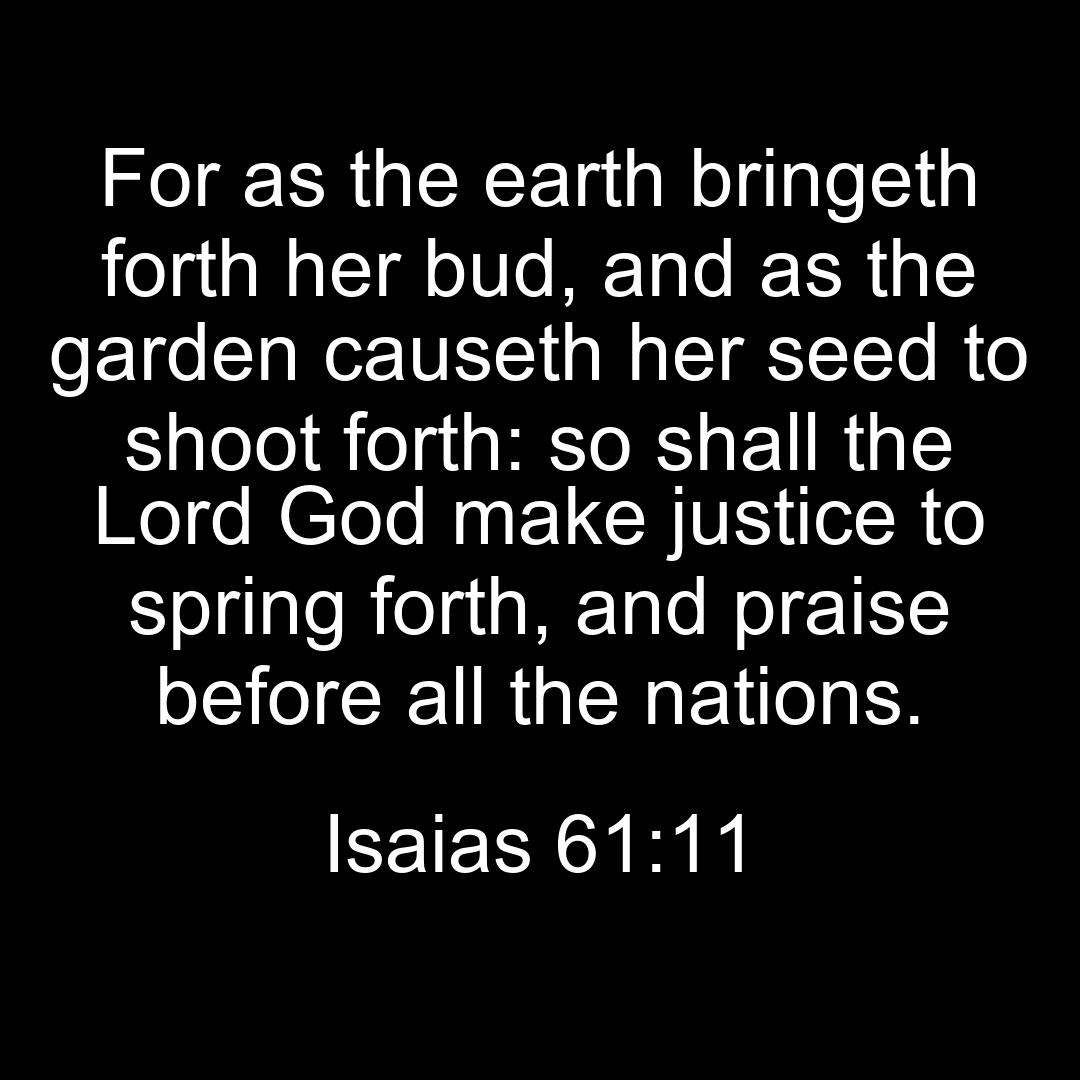 For as the earth bringeth
forth her bud, and as the
garden causeth her seed to
shoot forth: so shall the
Lord God make justice to
spring forth, and praise
before all the nations.
Isaias 61:11